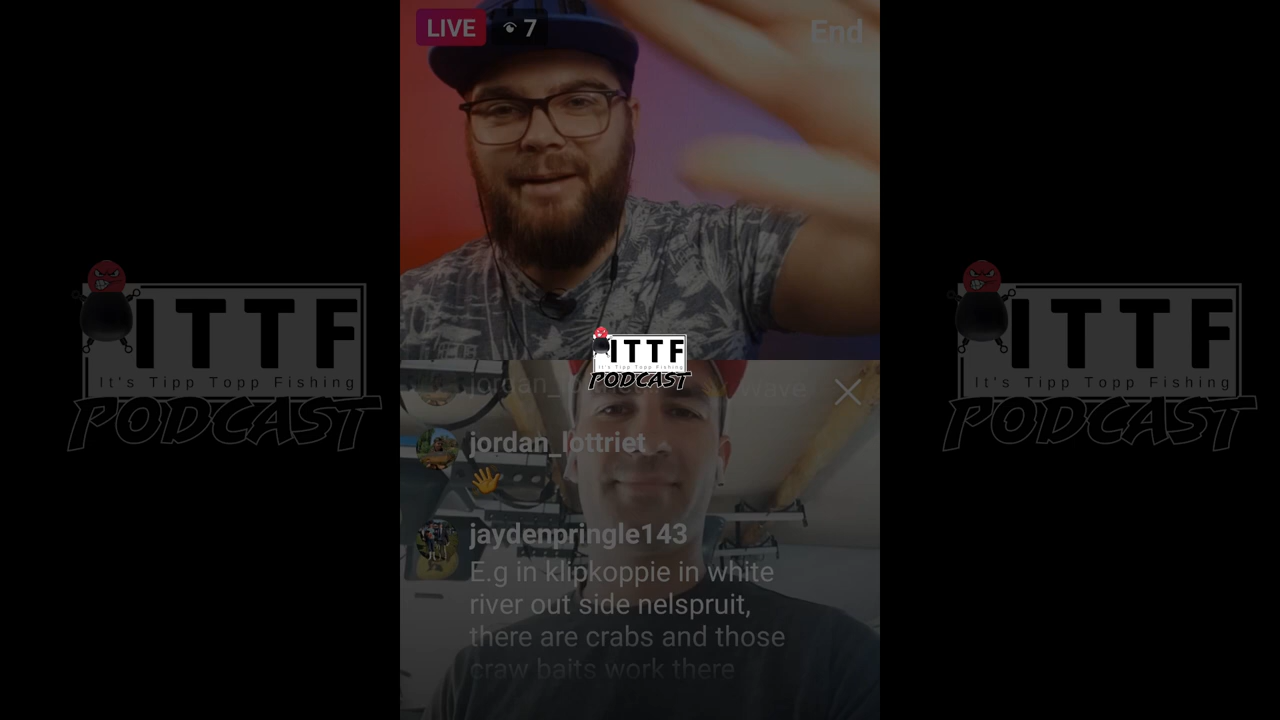 LIVE 7 End
ITTF
It's Tipp Topp Fishing
PODCAST
ITTF
It's Tipp Topp Fishing
PODCAST
ITTF
It's Tipp Topp Fishing
PODCAST
wave
jordan_lottriet
👋
jaydenpringle143
E.g in klipkoppie in white
river out side nelspruit,
there are crabs and those
craw baits work there